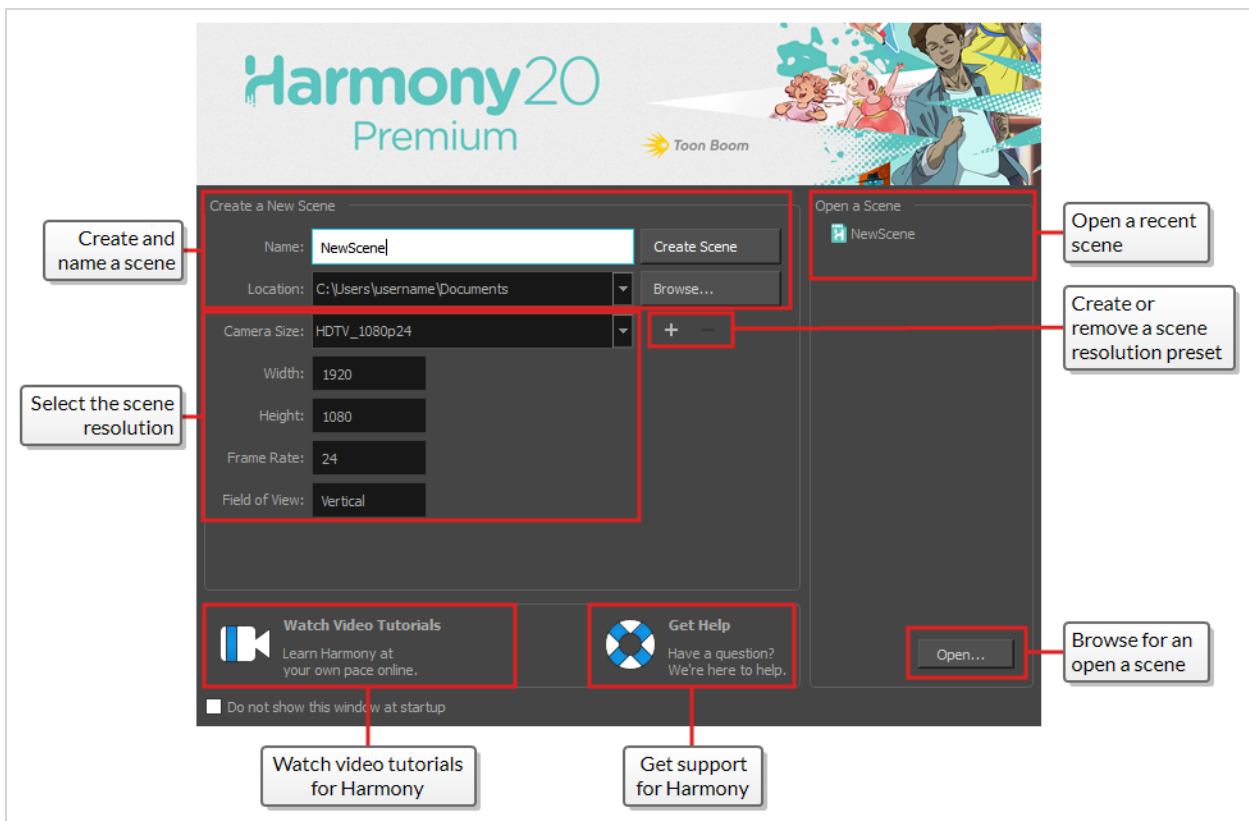 Harmony 20
Premium
Toon Boom
Create a New Scene
Name:
NewScene
Create Scene
Location:
C:\Users\username\Documents
Browse...
Camera Size:
HDTV_1080p24
+ -
Width:
1920
Height:
1080
Frame Rate:
24
Field of View:
Vertical
Open a Scene
NewScene
Watch Video Tutorials
Learn Harmony at
your own pace online.
Get Help
Have a question?
We're here to help.
Open...
Do not show this window at startup
Create and
name a scene
Select the scene
resolution
Open a recent
scene
Create or
remove a scene
resolution preset
Browse for an
open a scene
Watch video tutorials
for Harmony
Get support
for Harmony